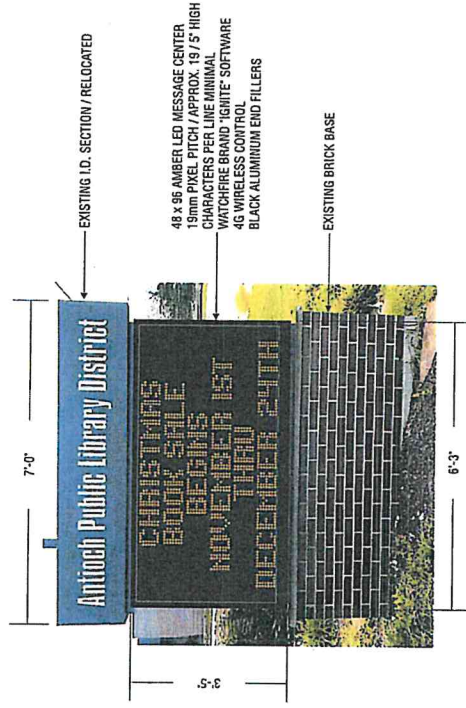 7'-0"
Antioch Public Library District
EXISTING I.D. SECTION / RELOCATED
3'-5"
CHRISTMAS
BOOK SALE
BEGINS
NOVEMBER 1ST
THRU
DECEMBER 24TH
48 x 96 AMBER LED MESSAGE CENTER
19mm PIXEL PITCH / APPROX. 19 / 5" HIGH
CHARACTERS PER LINE MINIMAL
WATCHFIRE BRAND "IGNITE" SOFTWARE
4G WIRELESS CONTROL
BLACK ALUMINUM END FILLERS
EXISTING BRICK BASE
6'-3"